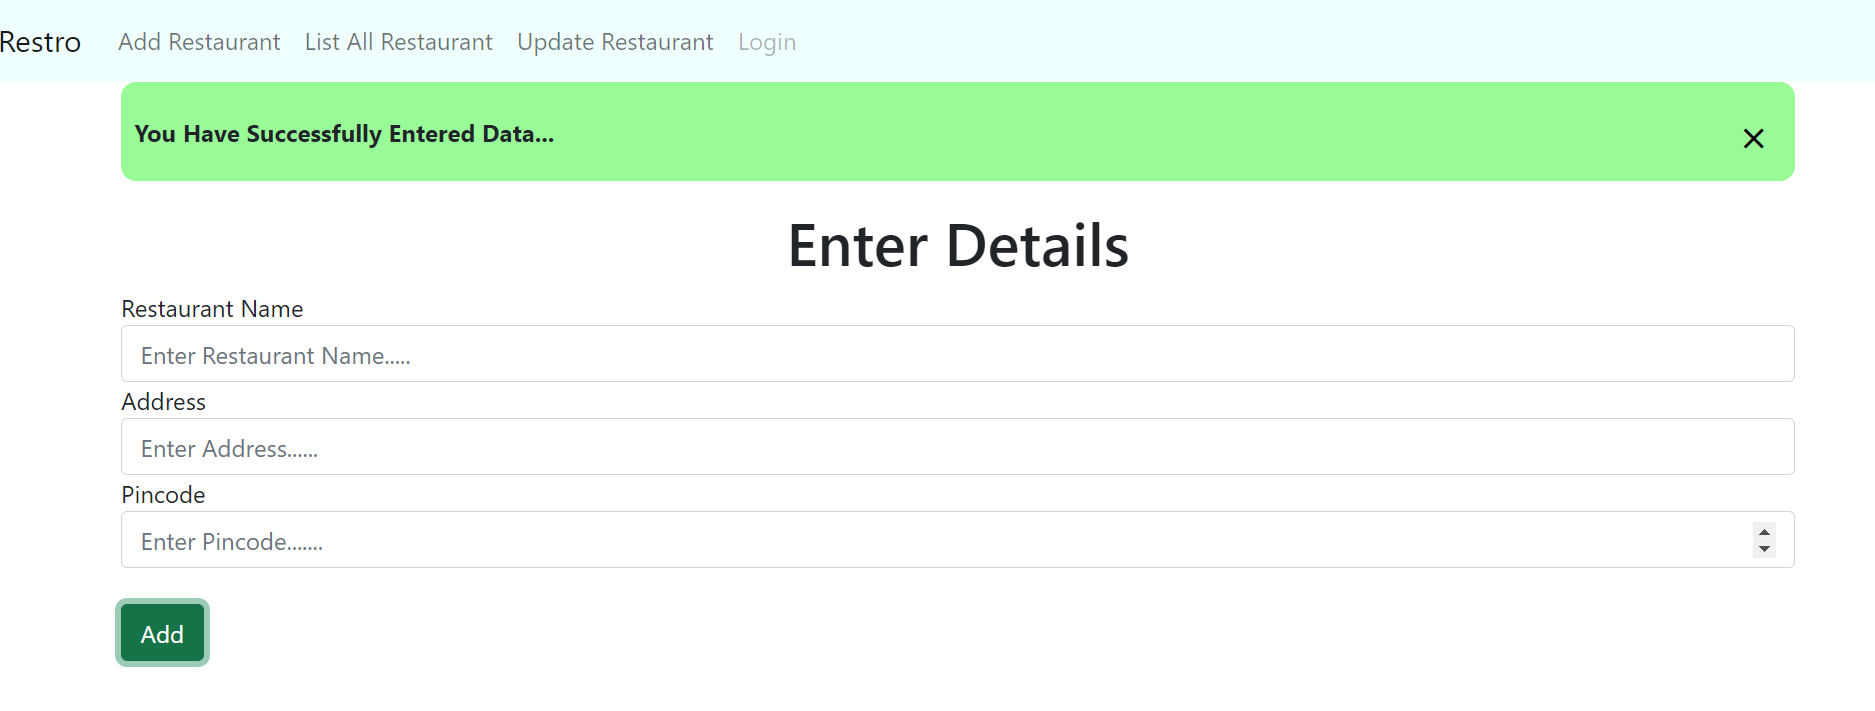 Restro Add Restaurant List All Restaurant Update Restaurant Login
You Have Successfully Entered Data...
Enter Details
Restaurant Name
Enter Restaurant Name.....
Address
Enter Address......
Pincode
Enter Pincode.......
Add